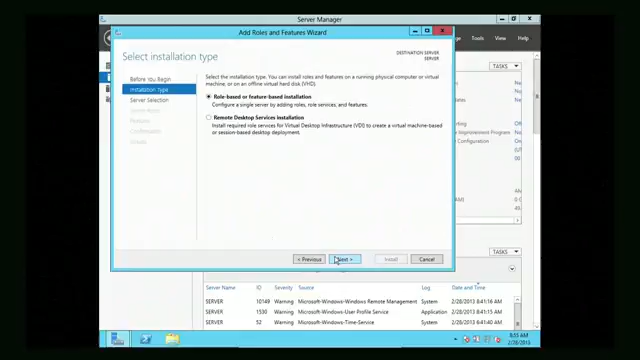 Server Manager
Add Roles and Features Wizard
Tools View Help
Select installation type
DESTINATION SERVER
SERVER
TASKS
Before You Begin
Installation Type
Server Selection
Server Roles
Features
Confirmation
Results
Select the installation type. You can install roles and features on a running physical computer or virtual
machine, or on an offline virtual hard disk (VHD).
Role-based or feature-based installation
Configure a single server by adding roles, role services, and features.
Remote Desktop Services installation
Install required role services for Virtual Desktop Infrastructure (VDI) to create a virtual machine-based
or session-based desktop deployment.
Configuration
On
00
< Previous
Next >
Install
Cancel
TASKS
Server Name ID Severity Source Log Date and Time
SERVER 10149 Warning Microsoft-Windows-Windows Remote Management System 2/28/2013 8:41:16 AM
SERVER 1530 Warning Microsoft-Windows-User Profile Service Application 2/28/2013 8:41:15 AM
SERVER 52 Warning Microsoft-Windows-Time-Service System 2/28/2013 8:41:40 AM
8:55 AM
2/28/2013